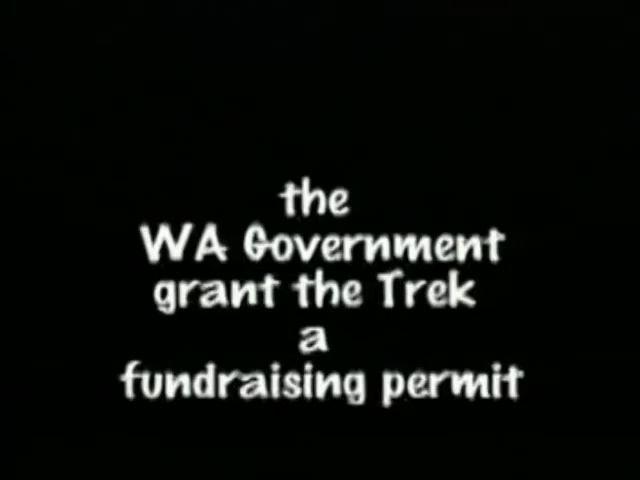 the
WA Government
grant the Trek
a
fundraising permit